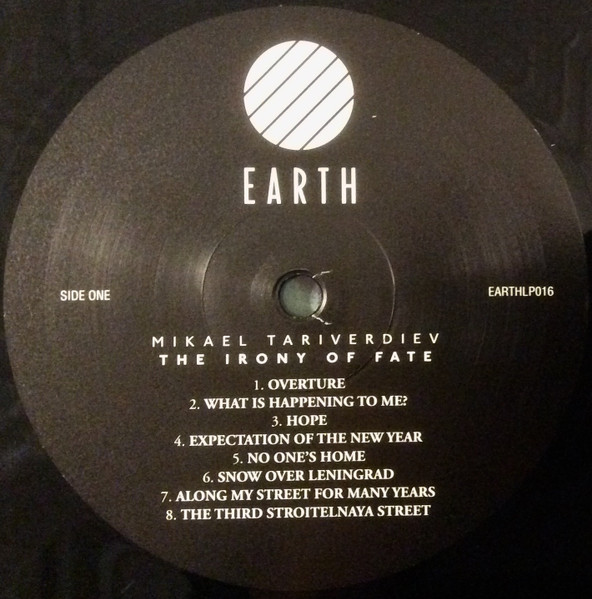 EARTH
SIDE ONE
EARTHLP016
MIKAEL TARIVERDIEV
THE IRONY OF FATE
1. OVERTURE
2. WHAT IS HAPPENING TO ME?
3. HOPE
4. EXPECTATION OF THE NEW YEAR
5. NO ONE'S HOME
6. SNOW OVER LENINGRAD
7. ALONG MY STREET FOR MANY YEARS
8. THE THIRD STROITELNAYA STREET